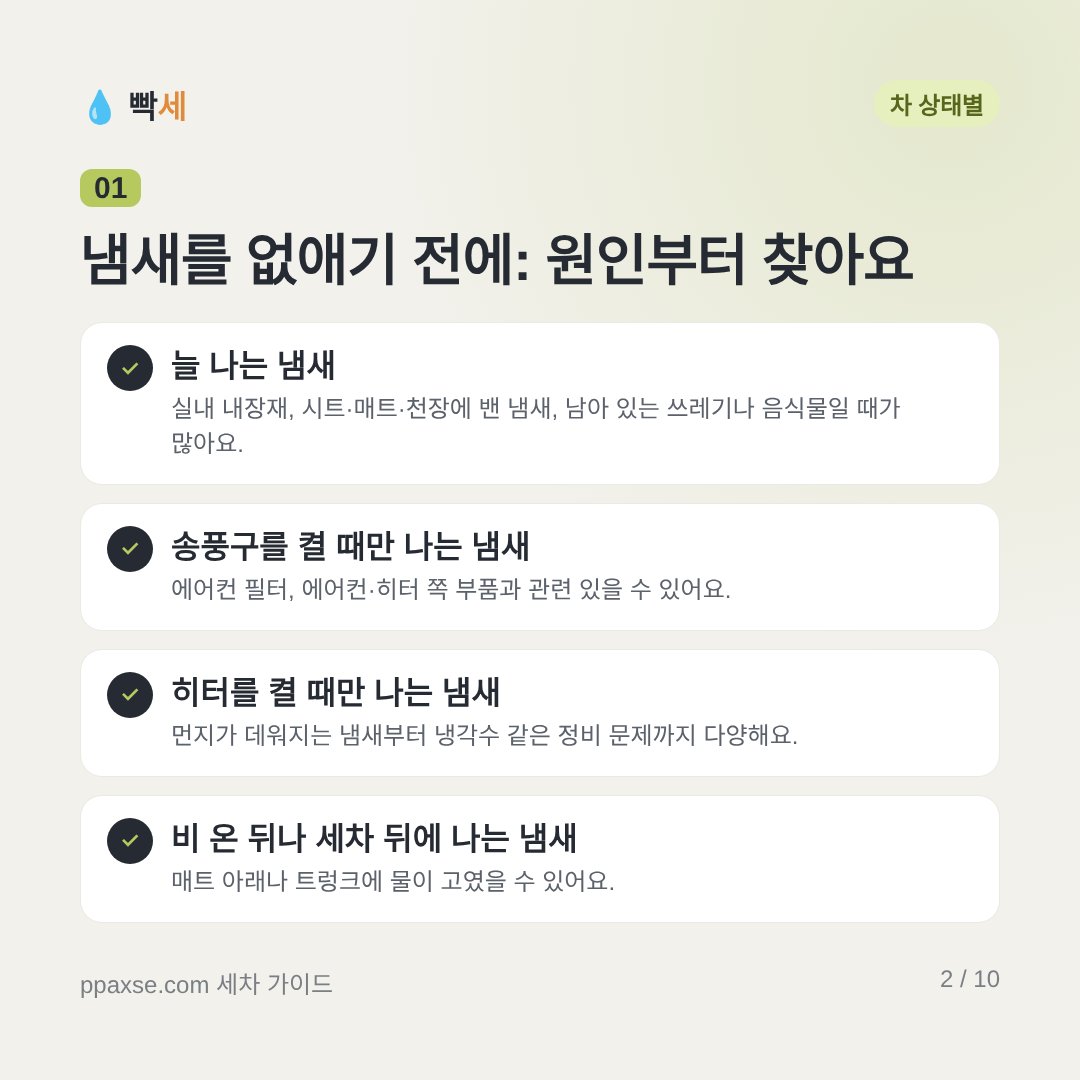 빡세
차 상태별
01
냄새를 없애기 전에: 원인부터 찾아요
늘 나는 냄새
실내 내장재, 시트·매트·천장에 밴 냄새, 남아 있는 쓰레기나 음식물일 때가
많아요.
송풍구를 켤 때만 나는 냄새
에어컨 필터, 에어컨·히터 쪽 부품과 관련 있을 수 있어요.
히터를 켤 때만 나는 냄새
먼지가 데워지는 냄새부터 냉각수 같은 정비 문제까지 다양해요.
비 온 뒤나 세차 뒤에 나는 냄새
매트 아래나 트렁크에 물이 고였을 수 있어요.
ppaxse.com 세차 가이드
2 / 10